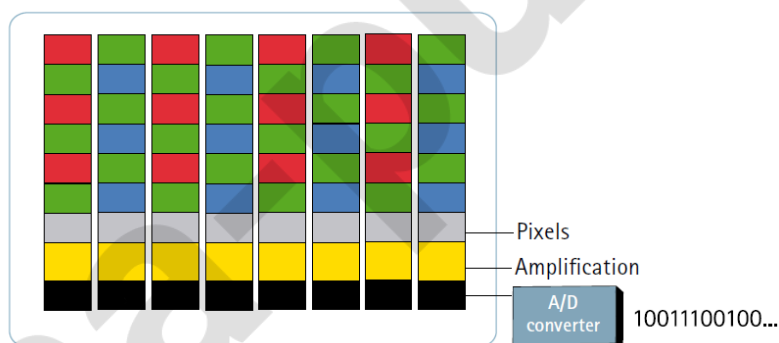 Pixels
Amplification
A/D
converter
10011100100...